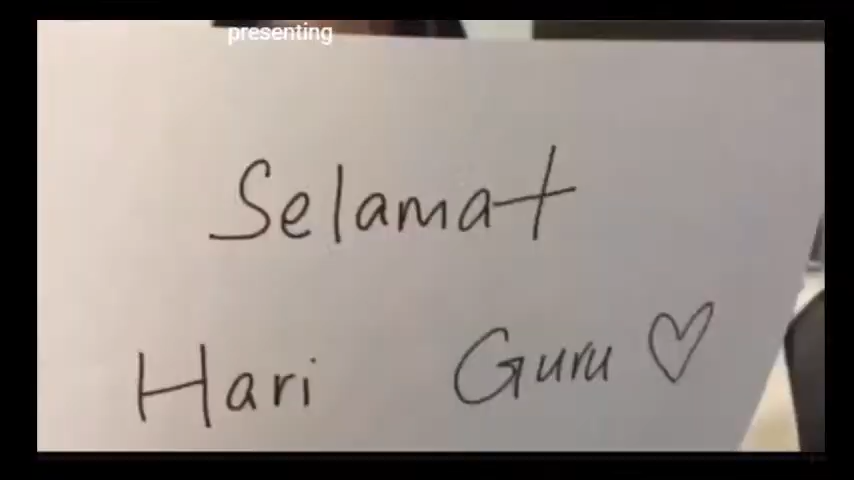 presenting
Selamat
Hari Guru ♡